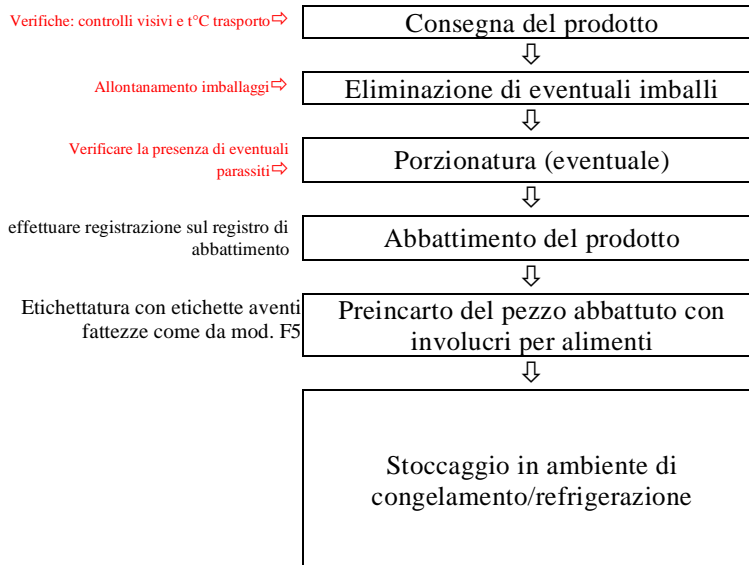 Verifiche: controlli visivi e t°C trasporto⇨
Consegna del prodotto
⇩
Allontanamento imballaggi⇨
Eliminazione di eventuali imballi
⇩
Verificare la presenza di eventuali
parassiti⇨
Porzionatura (eventuale)
⇩
effettuare registrazione sul registro di
abbattimento
Abbattimento del prodotto
⇩
Etichettatura con etichette aventi
fattezze come da mod. F5
Preincarto del pezzo abbattuto con
involucri per alimenti
⇩
Stoccaggio in ambiente di
congelamento/refrigerazione